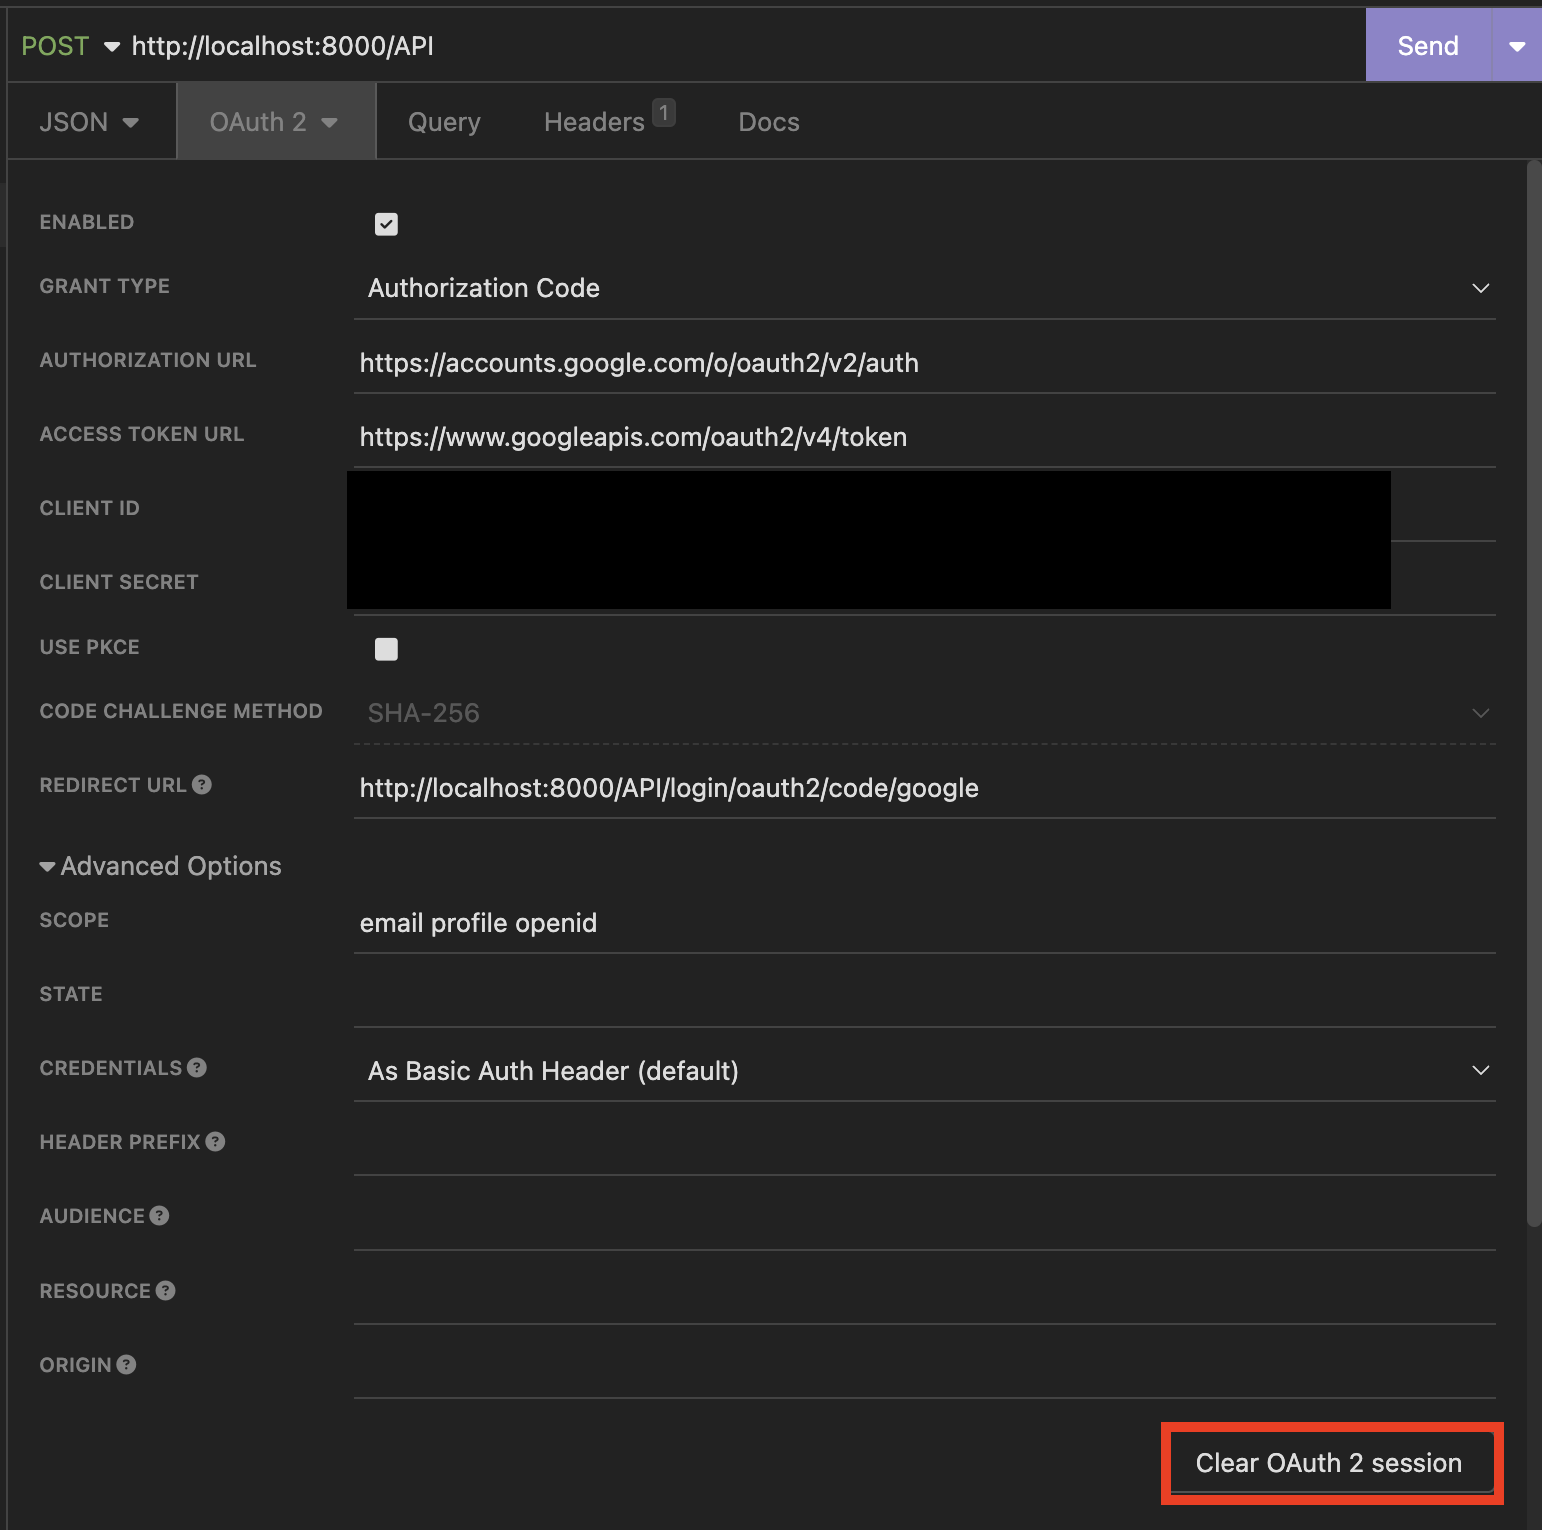 POST http://localhost:8000/API Send
JSON OAuth 2 Query Headers 1 Docs
ENABLED
GRANT TYPE Authorization Code
AUTHORIZATION URL https://accounts.google.com/o/oauth2/v2/auth
ACCESS TOKEN URL https://www.googleapis.com/oauth2/v4/token
CLIENT ID
CLIENT SECRET
USE PKCE
CODE CHALLENGE METHOD SHA-256
REDIRECT URL ? http://localhost:8000/API/login/oauth2/code/google
Advanced Options
SCOPE email profile openid
STATE
CREDENTIALS ? As Basic Auth Header (default)
HEADER PREFIX ?
AUDIENCE ?
RESOURCE ?
ORIGIN ?
Clear OAuth 2 session